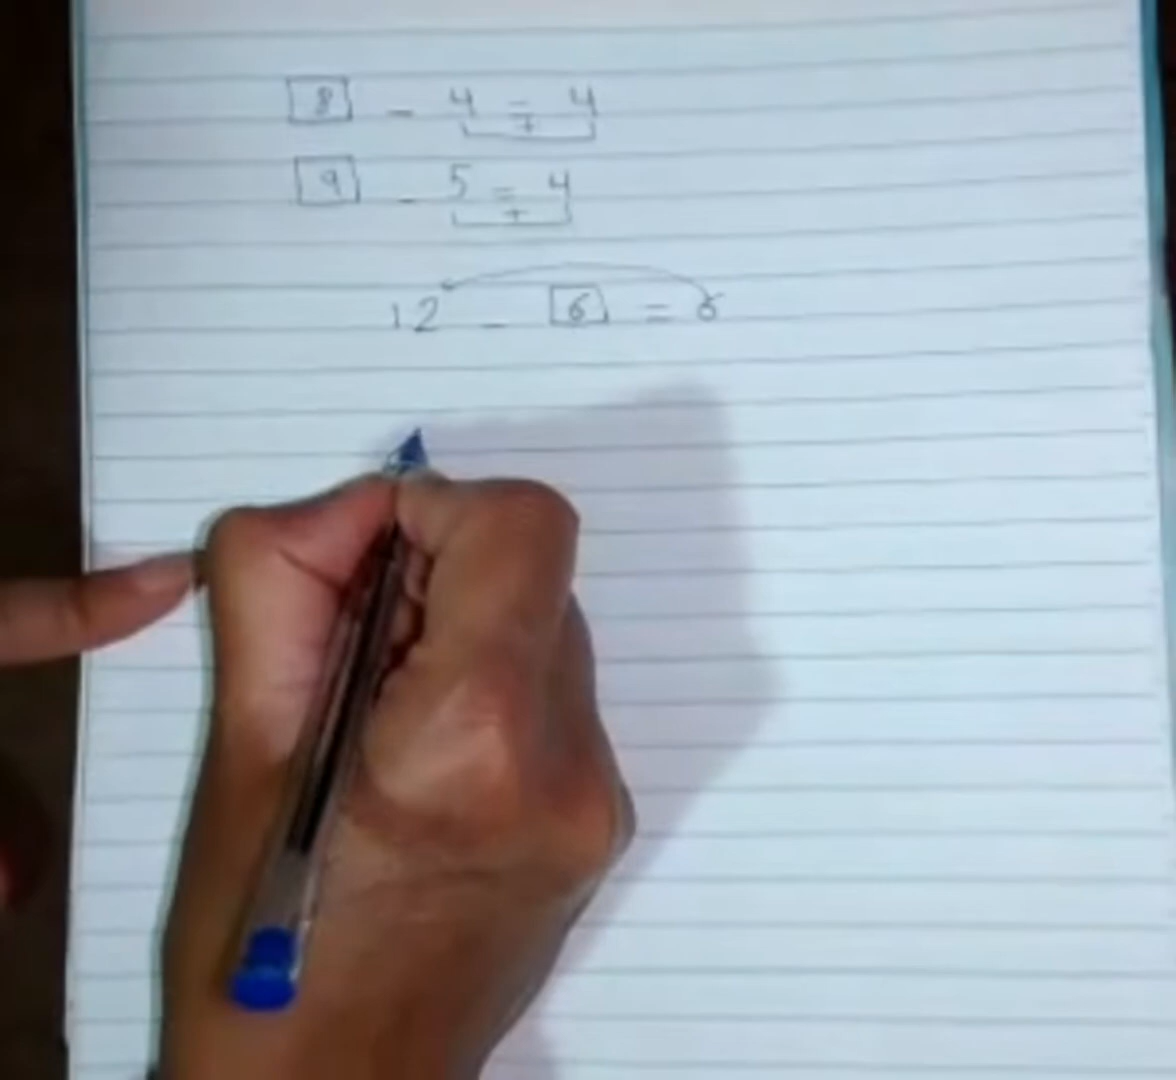 8 - 4 = 4
+
9 - 5 = 4
+
12 - 6 = 6